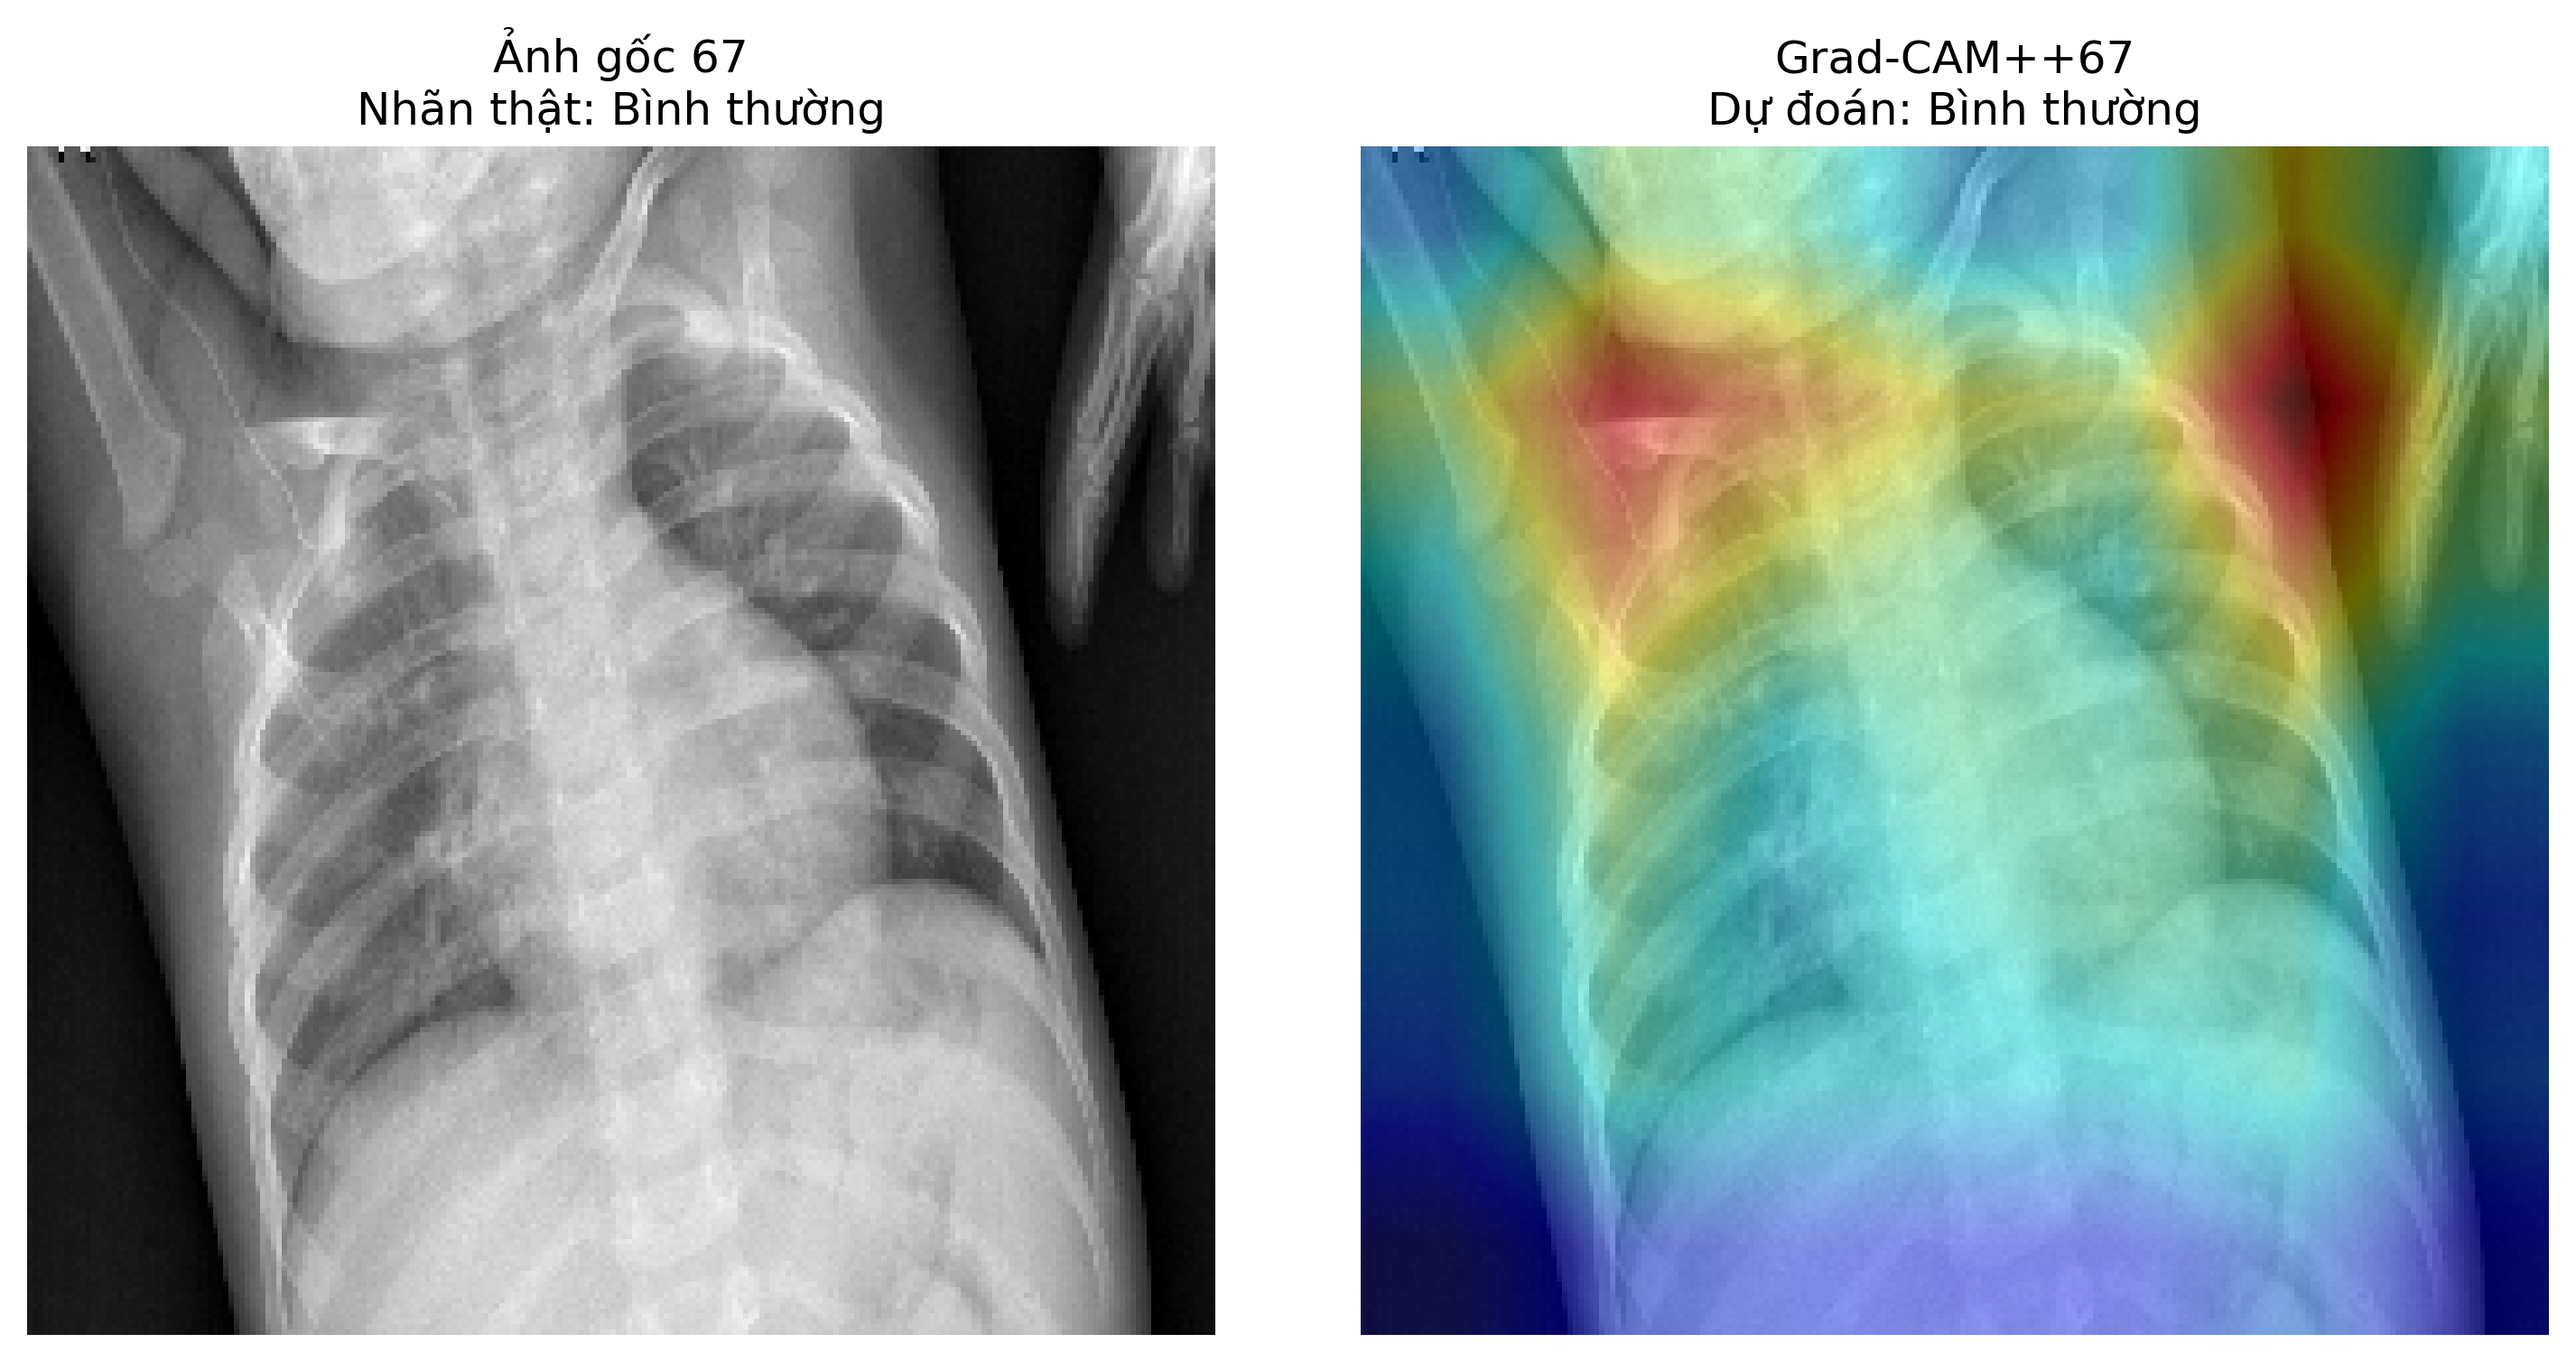 Ảnh gốc 67
Nhãn thật: Bình thường
Grad-CAM++67
Dự đoán: Bình thường